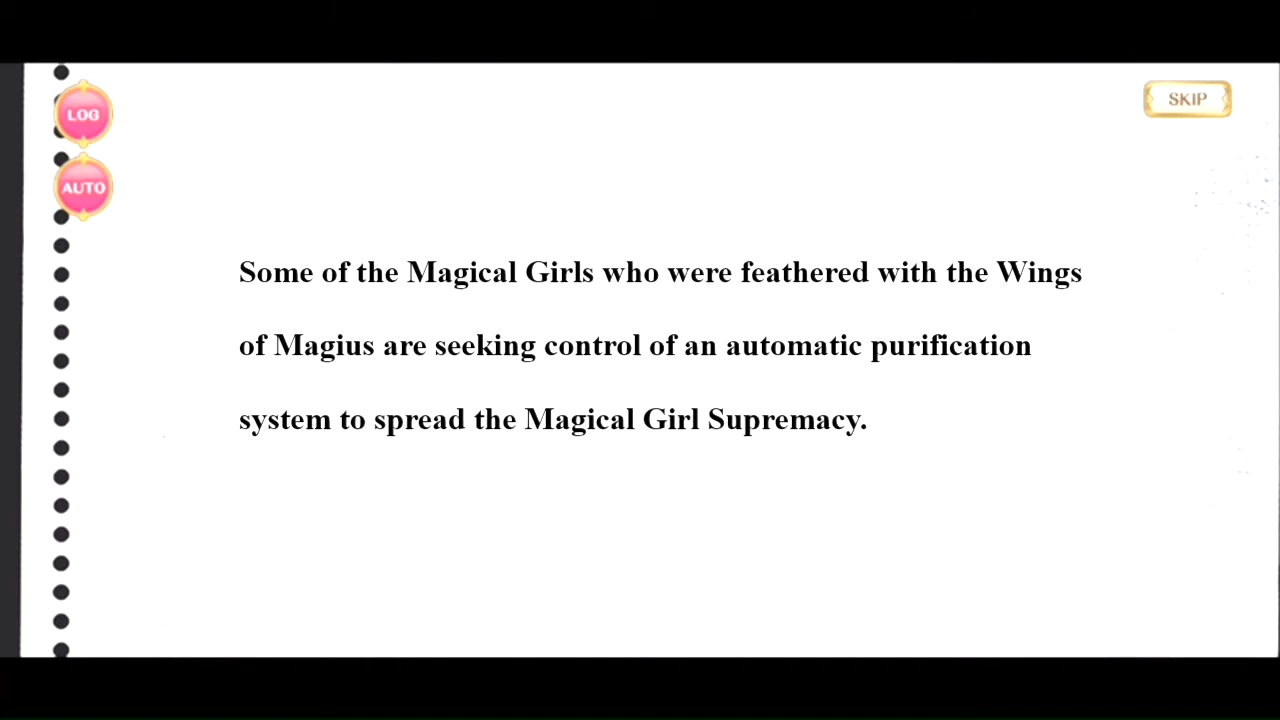 LOG
SKIP
AUTO
Some of the Magical Girls who were feathered with the Wings
of Magius are seeking control of an automatic purification
system to spread the Magical Girl Supremacy.